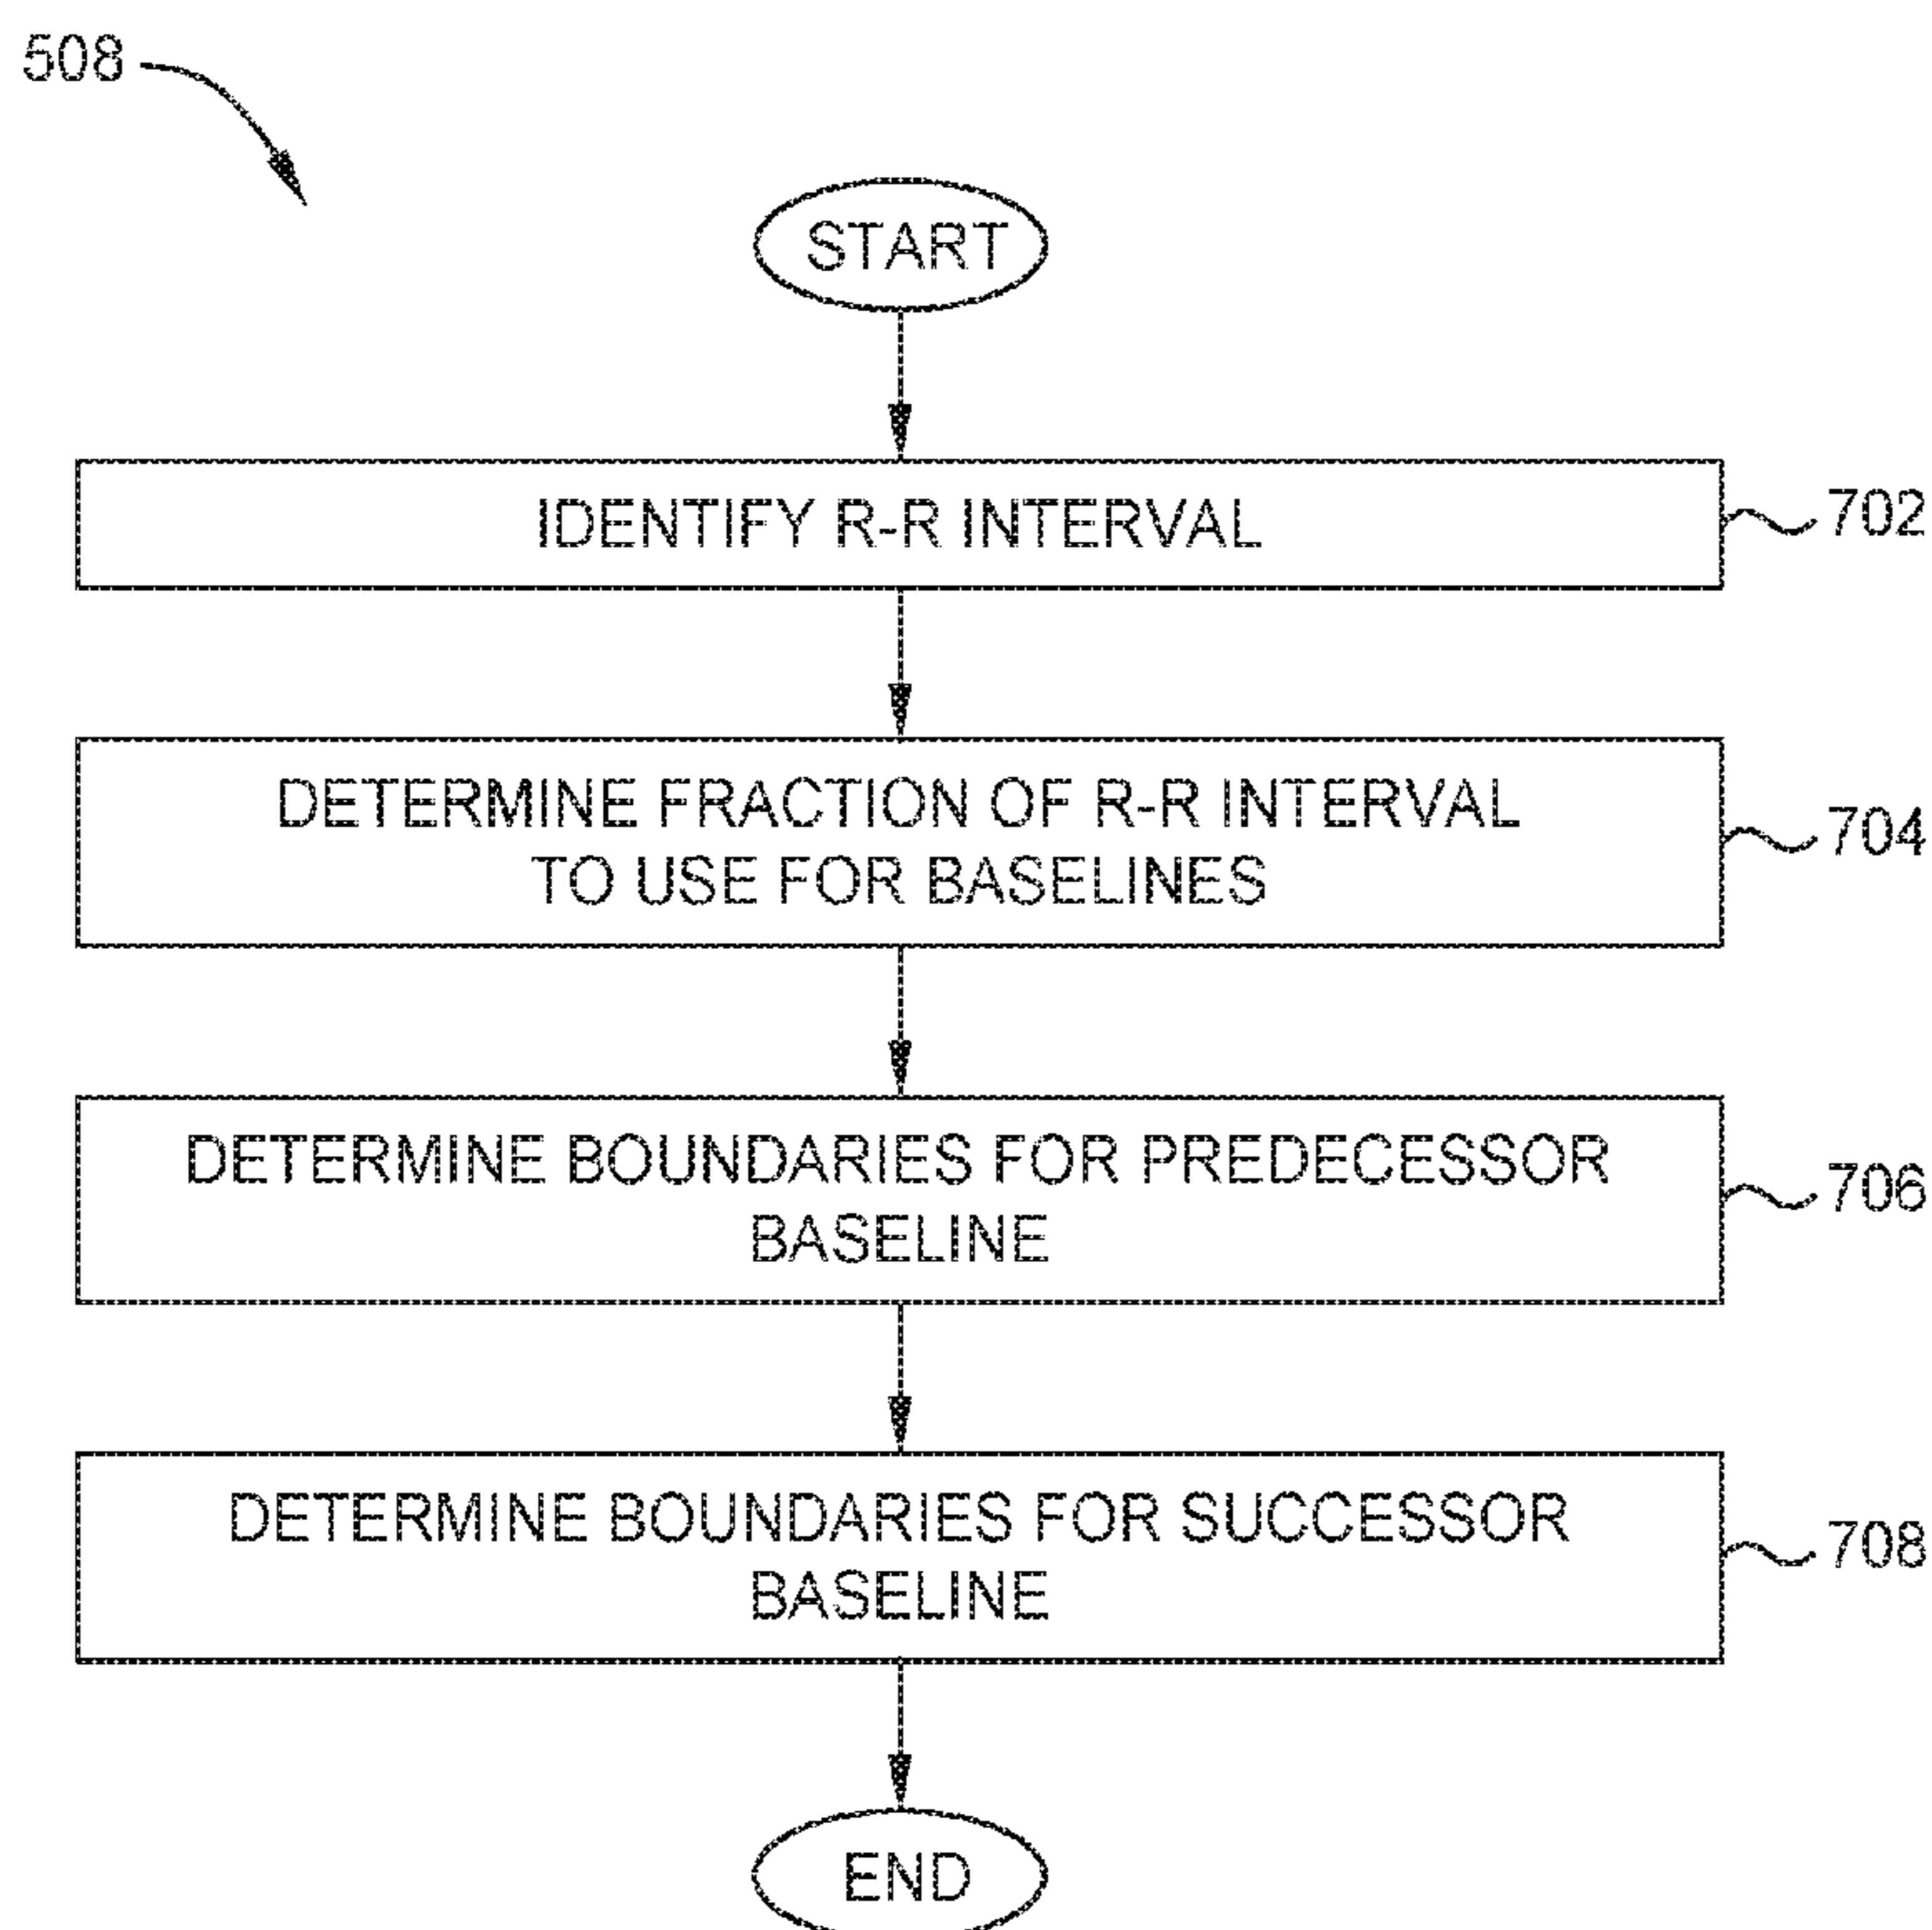 508
START
IDENTIFY R-R INTERVAL
702
DETERMINE FRACTION OF R-R INTERVAL
TO USE FOR BASELINES
704
DETERMINE BOUNDARIES FOR PREDECESSOR
BASELINE
706
DETERMINE BOUNDARIES FOR SUCCESSOR
BASELINE
708
END